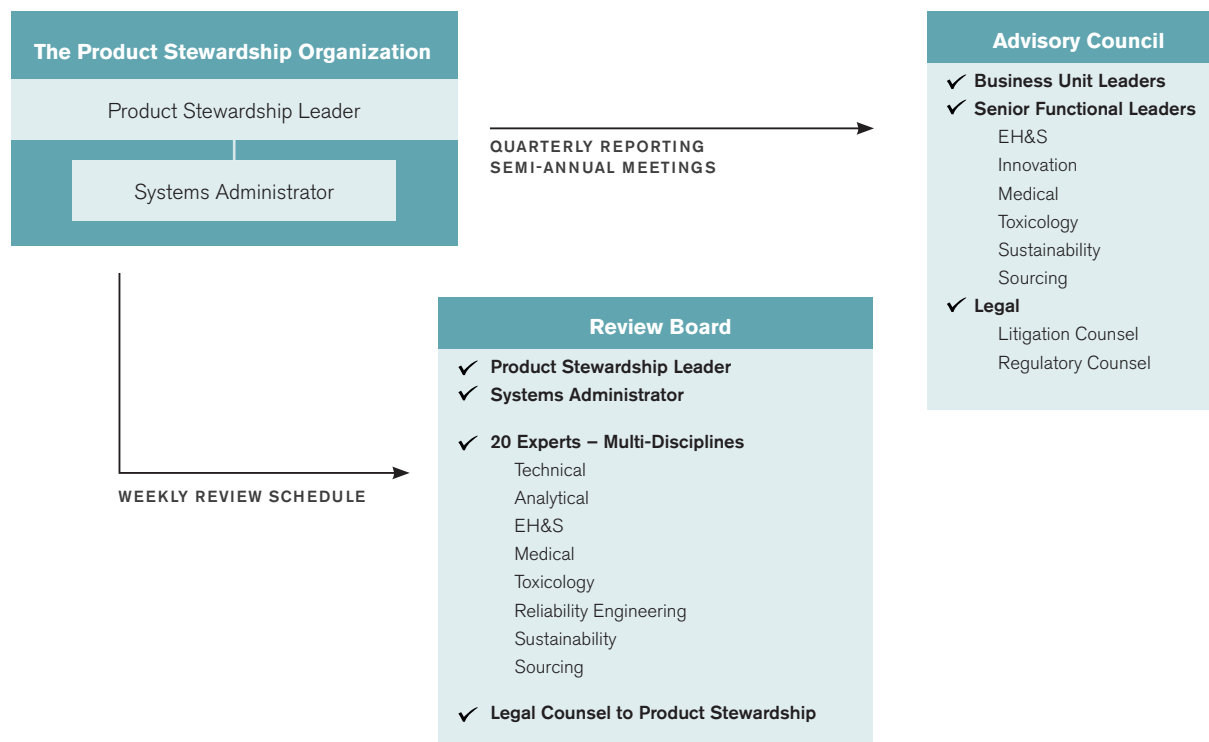 The Product Stewardship Organization
Product Stewardship Leader
Systems Administrator
QUARTERLY REPORTING
SEMI-ANNUAL MEETINGS
Advisory Council
Business Unit Leaders
Senior Functional Leaders
EH&S
Innovation
Medical
Toxicology
Sustainability
Sourcing
Legal
Litigation Counsel
Regulatory Counsel
WEEKLY REVIEW SCHEDULE
Review Board
Product Stewardship Leader
Systems Administrator
20 Experts – Multi-Disciplines
Technical
Analytical
EH&S
Medical
Toxicology
Reliability Engineering
Sustainability
Sourcing
Legal Counsel to Product Stewardship